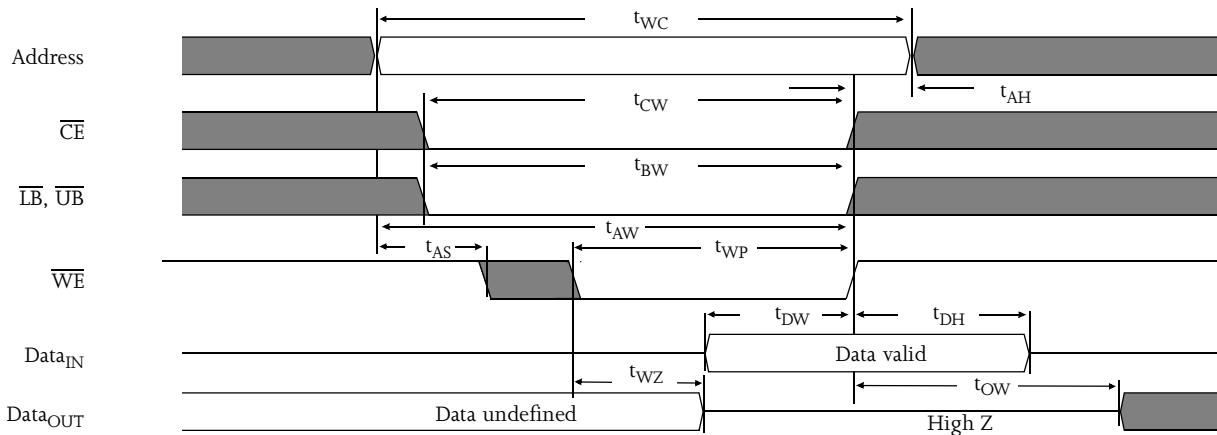 tWC
Address
tCW
tAH
CE
tBW
LB, UB
tAW
tAS
tWP
WE
tDW
tDH
DataIN
Data valid
tWZ
tOW
DataOUT
Data undefined
High Z